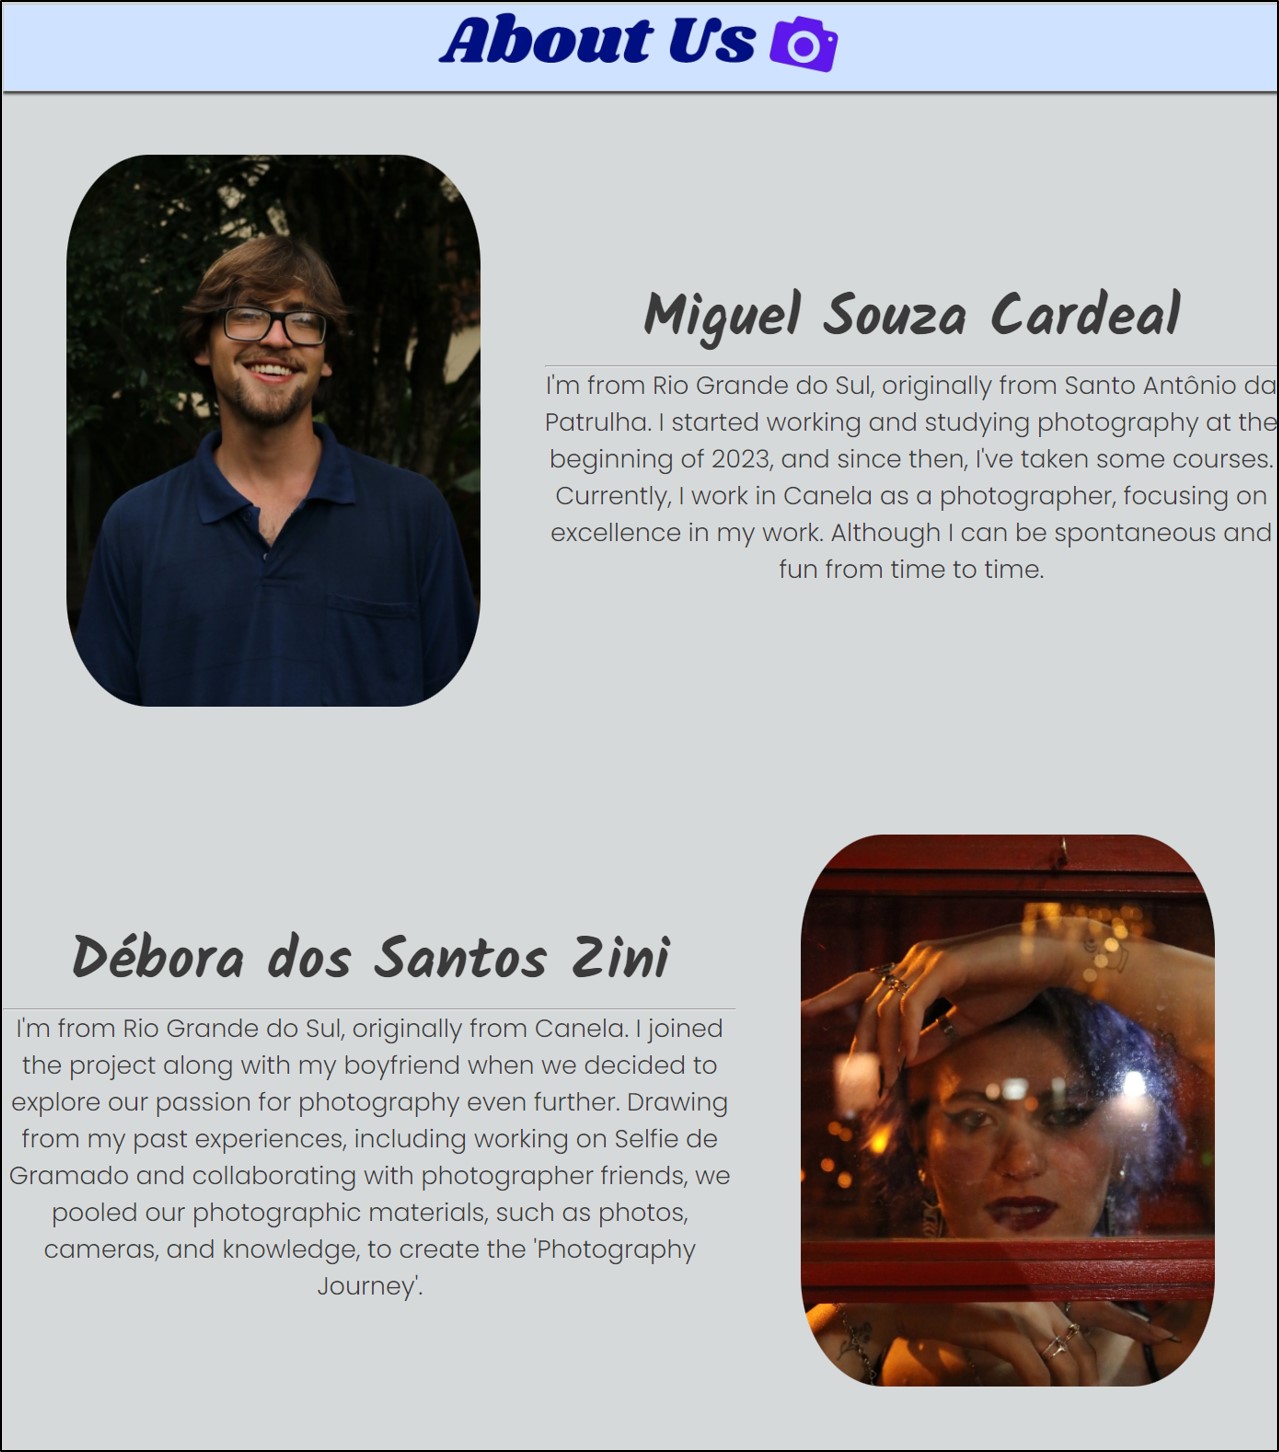 About Us
Miguel Souza Cardeal
I'm from Rio Grande do Sul, originally from Santo Antônio da
Patrulha. I started working and studying photography at the
beginning of 2023, and since then, I've taken some courses.
Currently, I work in Canela as a photographer, focusing on
excellence in my work. Although I can be spontaneous and
fun from time to time.
Débora dos Santos Zini
I'm from Rio Grande do Sul, originally from Canela. I joined
the project along with my boyfriend when we decided to
explore our passion for photography even further. Drawing
from my past experiences, including working on Selfie de
Gramado and collaborating with photographer friends, we
pooled our photographic materials, such as photos,
cameras, and knowledge, to create the 'Photography
Journey'.